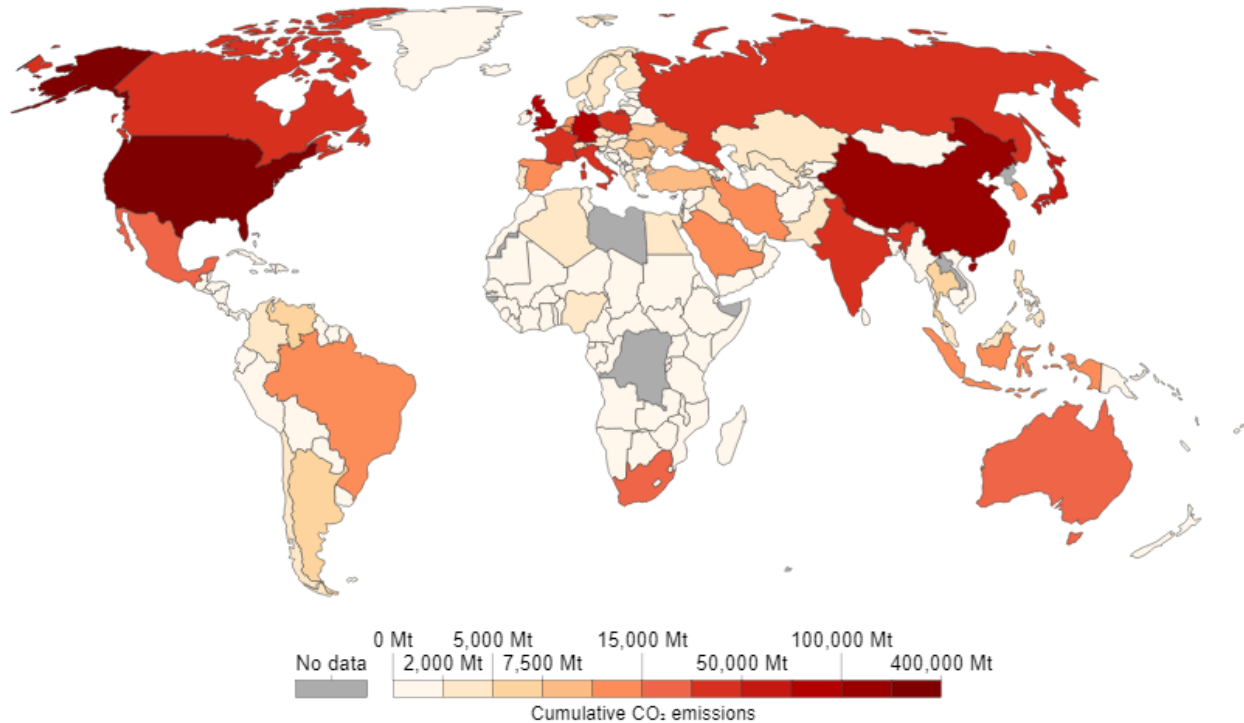 0 Mt 5,000 Mt 15,000 Mt 100,000 Mt
No data 2,000 Mt 7,500 Mt 50,000 Mt 400,000 Mt
Cumulative CO₂ emissions